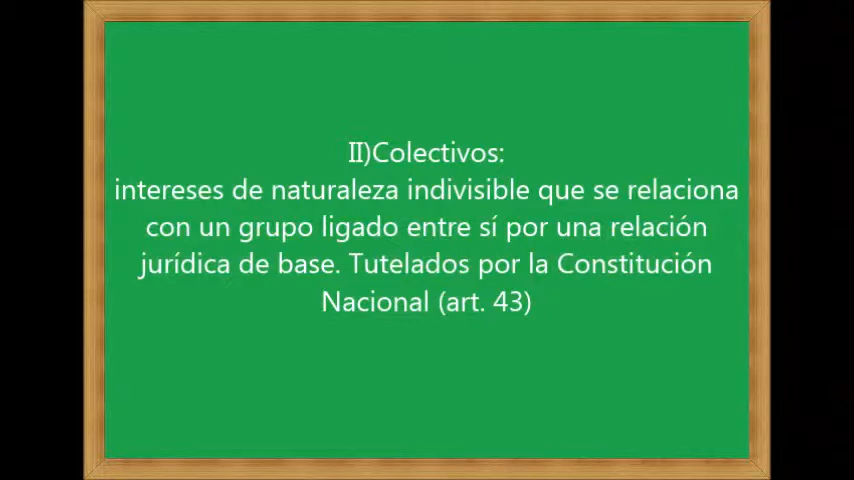 II)Colectivos:
intereses de naturaleza indivisible que se relaciona
con un grupo ligado entre sí por una relación
jurídica de base. Tutelados por la Constitución
Nacional (art. 43)